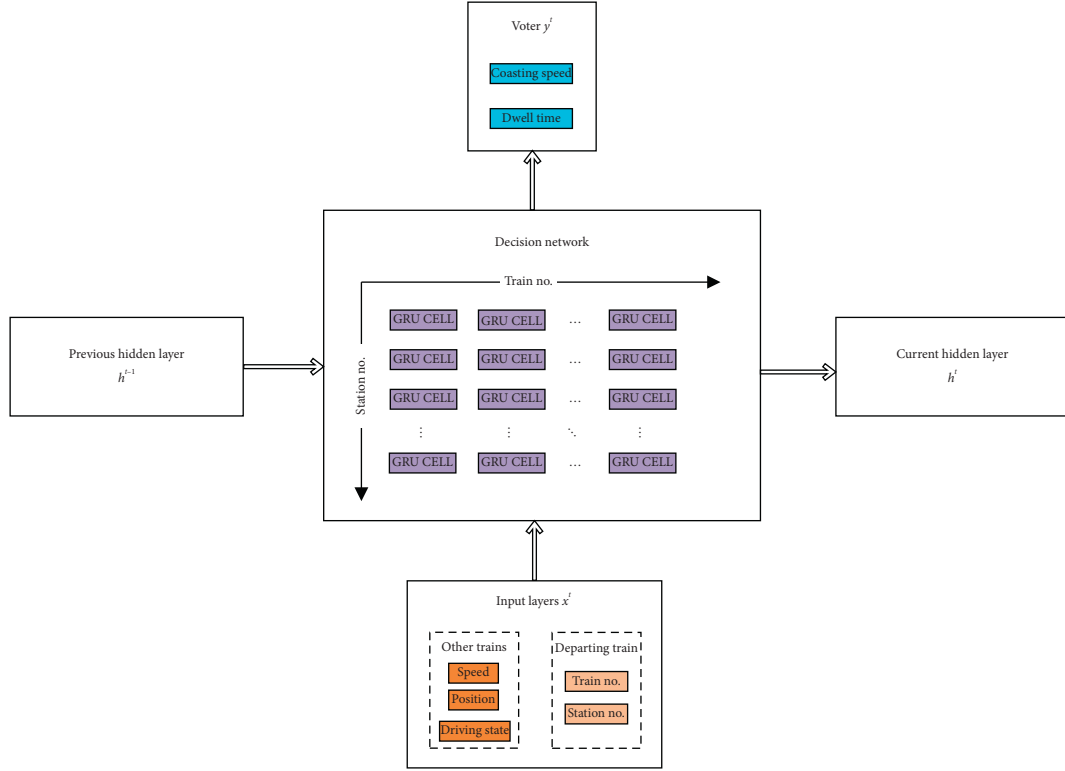 Voter y^t
Coasting speed
Dwell time
Decision network
Train no.
Station no.
GRU CELL GRU CELL ... GRU CELL
GRU CELL GRU CELL ... GRU CELL
GRU CELL GRU CELL ... GRU CELL
⋮ ⋮ ⋱ ⋮
GRU CELL GRU CELL ... GRU CELL
Previous hidden layer
h^{t–1}
Current hidden layer
h^t
Input layers x^t
Other trains
Speed
Position
Driving state
Departing train
Train no.
Station no.